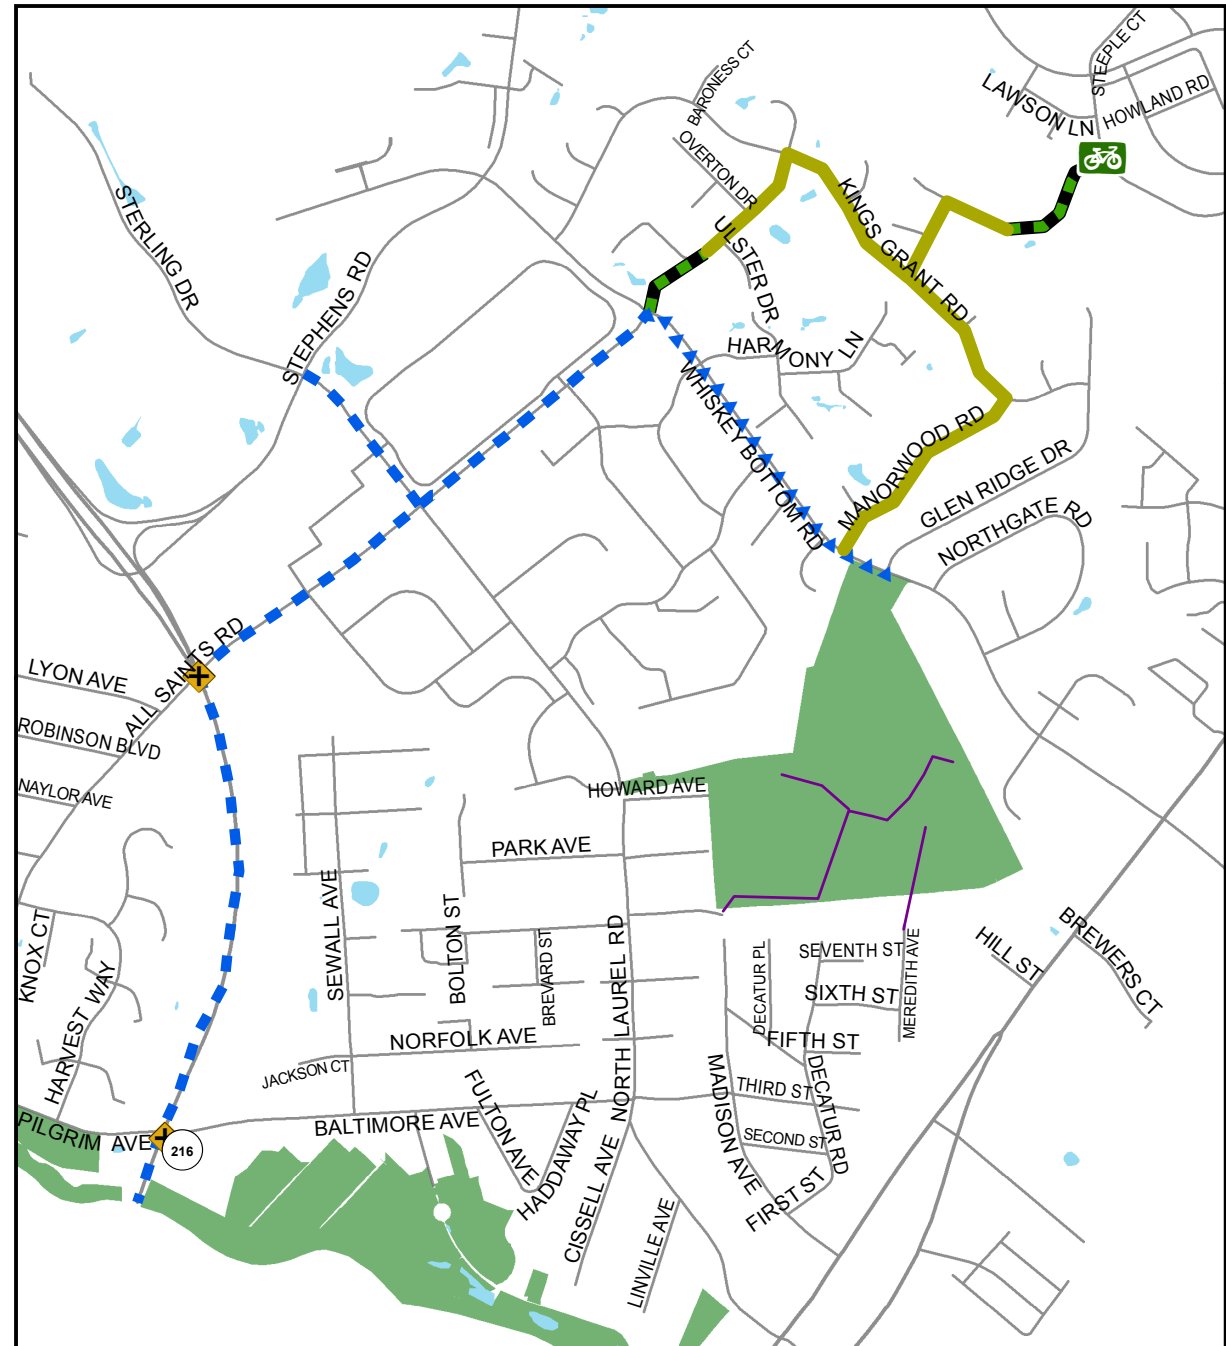 STEEPLE CT
BARONESS CT
LAWSON LN
HOWLAND RD
OVERTON DR
STERLING DR
KINGS GRANT RD
ULSTER DR
STEPHENS RD
HARMONY LN
WHISKEY BOTTOM RD
MANORWOOD RD
GLEN RIDGE DR
NORTHGATE RD
ALL SAINTS RD
LYON AVE
ROBINSON BLVD
NAYLOR AVE
HOWARD AVE
PARK AVE
SEWALL AVE
BOLTON ST
BREVARD ST
NORTH LAUREL RD
KNOX CT
HARVEST WAY
DECATUR PL
SEVENTH ST
MEREDITH AVE
HILL ST
BREWERS CT
SIXTH ST
NORFOLK AVE
FIFTH ST
JACKSON CT
FULTON AVE
HADDAWAY PL
MADISON AVE
THIRD ST
DECATUR RD
PILGRIM AVE
216
BALTIMORE AVE
SECOND ST
CISSELL AVE
FIRST ST
LINVILLE AVE